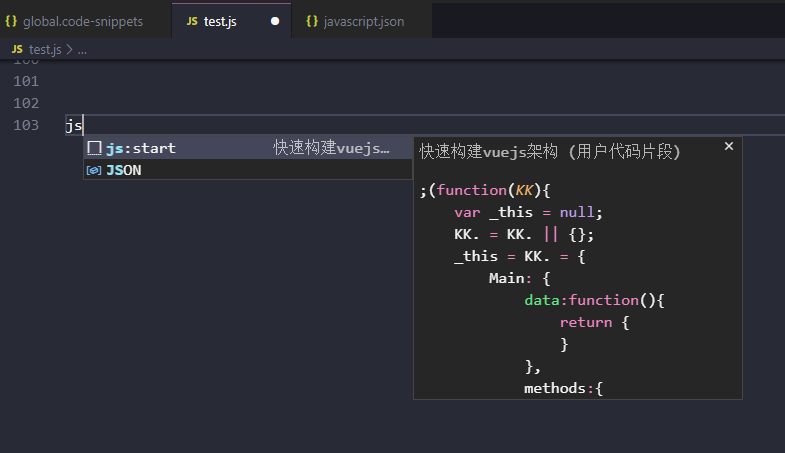 {} global.code-snippets
JS test.js
{} javascript.json
JS test.js > ...
100
101
102
103 js
js:start 快速构建vuejs…
JSON
快速构建vuejs架构 (用户代码片段) ×
;(function(KK){
var _this = null;
KK. = KK. || {};
_this = KK. = {
Main: {
data:function(){
return {
}
},
methods:{